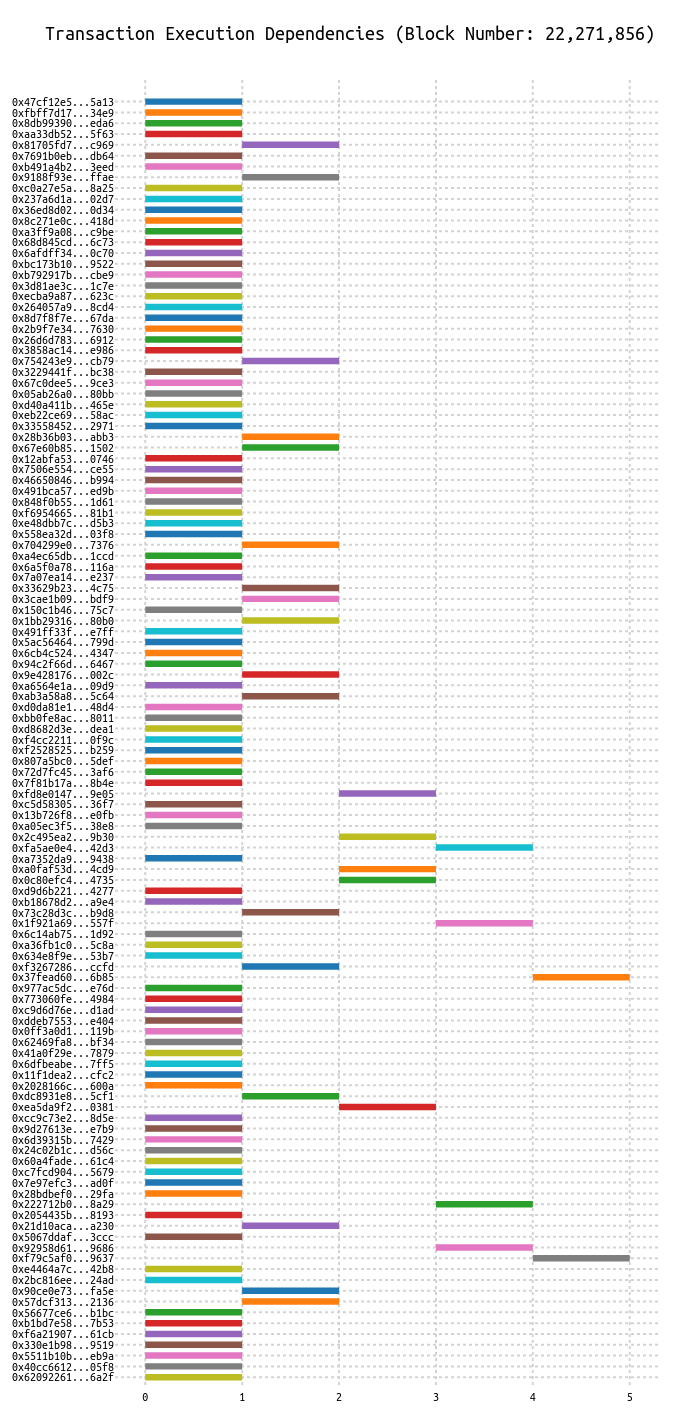 Transaction Execution Dependencies (Block Number: 22,271,856)
0x47cf12e5...5a13
0xfbff7d17...34e9
0x8db99390...eda6
0xaa33db52...5f63
0x81705fd7...c969
0x7691b0eb...db64
0xb491a4b2...3eed
0x9188f93e...ffae
0xc0a27e5a...8a25
0x237a6d1a...02d7
0x36ed8d02...0d34
0x8c271e0c...418d
0xa3ff9a08...c9be
0x68d845cd...6c73
0x6afdff34...0c70
0xbc173b10...9522
0xb792917b...cbe9
0x3d81ae3c...1c7e
0xecba9a87...623c
0x264057a9...8cd4
0x8d7f8f7e...67da
0x2b9f7e34...7630
0x26d6d783...6912
0x3858ac14...e986
0x754243e9...cb79
0x3229441f...bc38
0x67c0dee5...9ce3
0x05ab26a0...80bb
0xd40a411b...465e
0xeb22ce69...58ac
0x33558452...2971
0x28b36b03...abb3
0x67e60b85...1502
0x12abfa53...0746
0x7506e554...ce55
0x46650846...b994
0x491bca57...ed9b
0x848f0b55...1d61
0xf6954665...81b1
0xe48dbb7c...d5b3
0x558ea32d...03f8
0x704299e0...7376
0xa4ec65db...1ccd
0x6a5f0a78...116a
0x7a07ea14...e237
0x33629b23...4c75
0x3cae1b09...bdf9
0x150c1b46...75c7
0x1bb29316...80b0
0x491ff33f...e7ff
0x5ac56464...799d
0x6cb4c524...4347
0x94c2f66d...6467
0x9e428176...002c
0xa6564e1a...09d9
0xab3a58a8...5c64
0xd0da81e1...48d4
0xbb0fe8ac...8011
0xd8682d3e...dea1
0xf4cc2211...0f9c
0xf2528525...b259
0x807a5bc0...5def
0x72d7fc45...3af6
0x7f81b17a...8b4e
0xfd8e0147...9e05
0xc5d58305...36f7
0x13b726f8...e0fb
0xa05ec3f5...38e8
0x2c495ea2...9b30
0xfa5ae0e4...42d3
0xa7352da9...9438
0xa0faf53d...4cd9
0x0c80efc4...4735
0xd9d6b221...4277
0xb18678d2...a9e4
0x73c28d3c...b9d8
0x1f921a69...557f
0x6c14ab75...1d92
0xa36fb1c0...5c8a
0x634e8f9e...53b7
0xf3267286...ccfd
0x37fead60...6b85
0x977ac5dc...e76d
0x773060fe...4984
0xc9d6d76e...d1ad
0xddeb7553...e404
0x0ff3a0d1...119b
0x62469fa8...bf34
0x41a0f29e...7879
0x6dfbeabe...7ff5
0x11f1dea2...cfc2
0x2028166c...600a
0xdc8931e8...5cf1
0xea5da9f2...0381
0xcc9c73e2...8d5e
0x9d27613e...e7b9
0x6d39315b...7429
0x24c02b1c...d56c
0x60a4fade...61c4
0xc7fcd904...5679
0x7e97efc3...ad0f
0x28bdbef0...29fa
0x222712b0...8a29
0x2054435b...8193
0x21d10aca...a230
0x5067ddaf...3ccc
0x92958d61...9686
0xf79c5af0...9637
0xe4464a7c...42b8
0x2bc816ee...24ad
0x90ce0e73...fa5e
0x57dcf313...2136
0x56677ce6...b1bc
0xb1bd7e58...7b53
0xf6a21907...61cb
0x330e1b98...9519
0x5511b10b...eb9a
0x40cc6612...05f8
0x62092261...6a2f
0 1 2 3 4 5